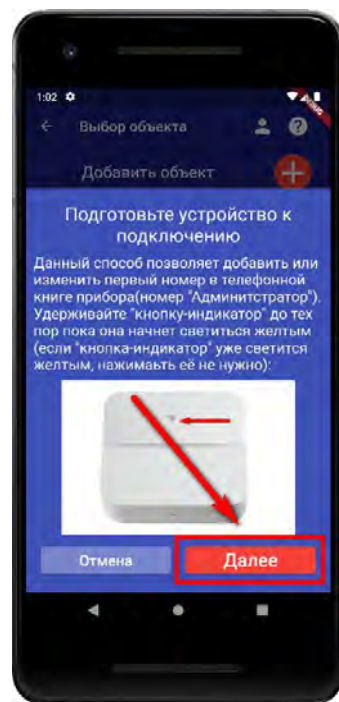 1:02
DEBUG
Выбор объекта
Добавить объект
Подготовьте устройство к
подключению
Данный способ позволяет добавить или
изменить первый номер в телефонной
книге прибора(номер "Админитстратор").
Удерживайте "кнопку-индикатор" до тех
пор пока она начнет светиться желтым
(если "кнопка-индикатор" уже светится
желтым, нажимаьть её не нужно):
Отмена
Далее